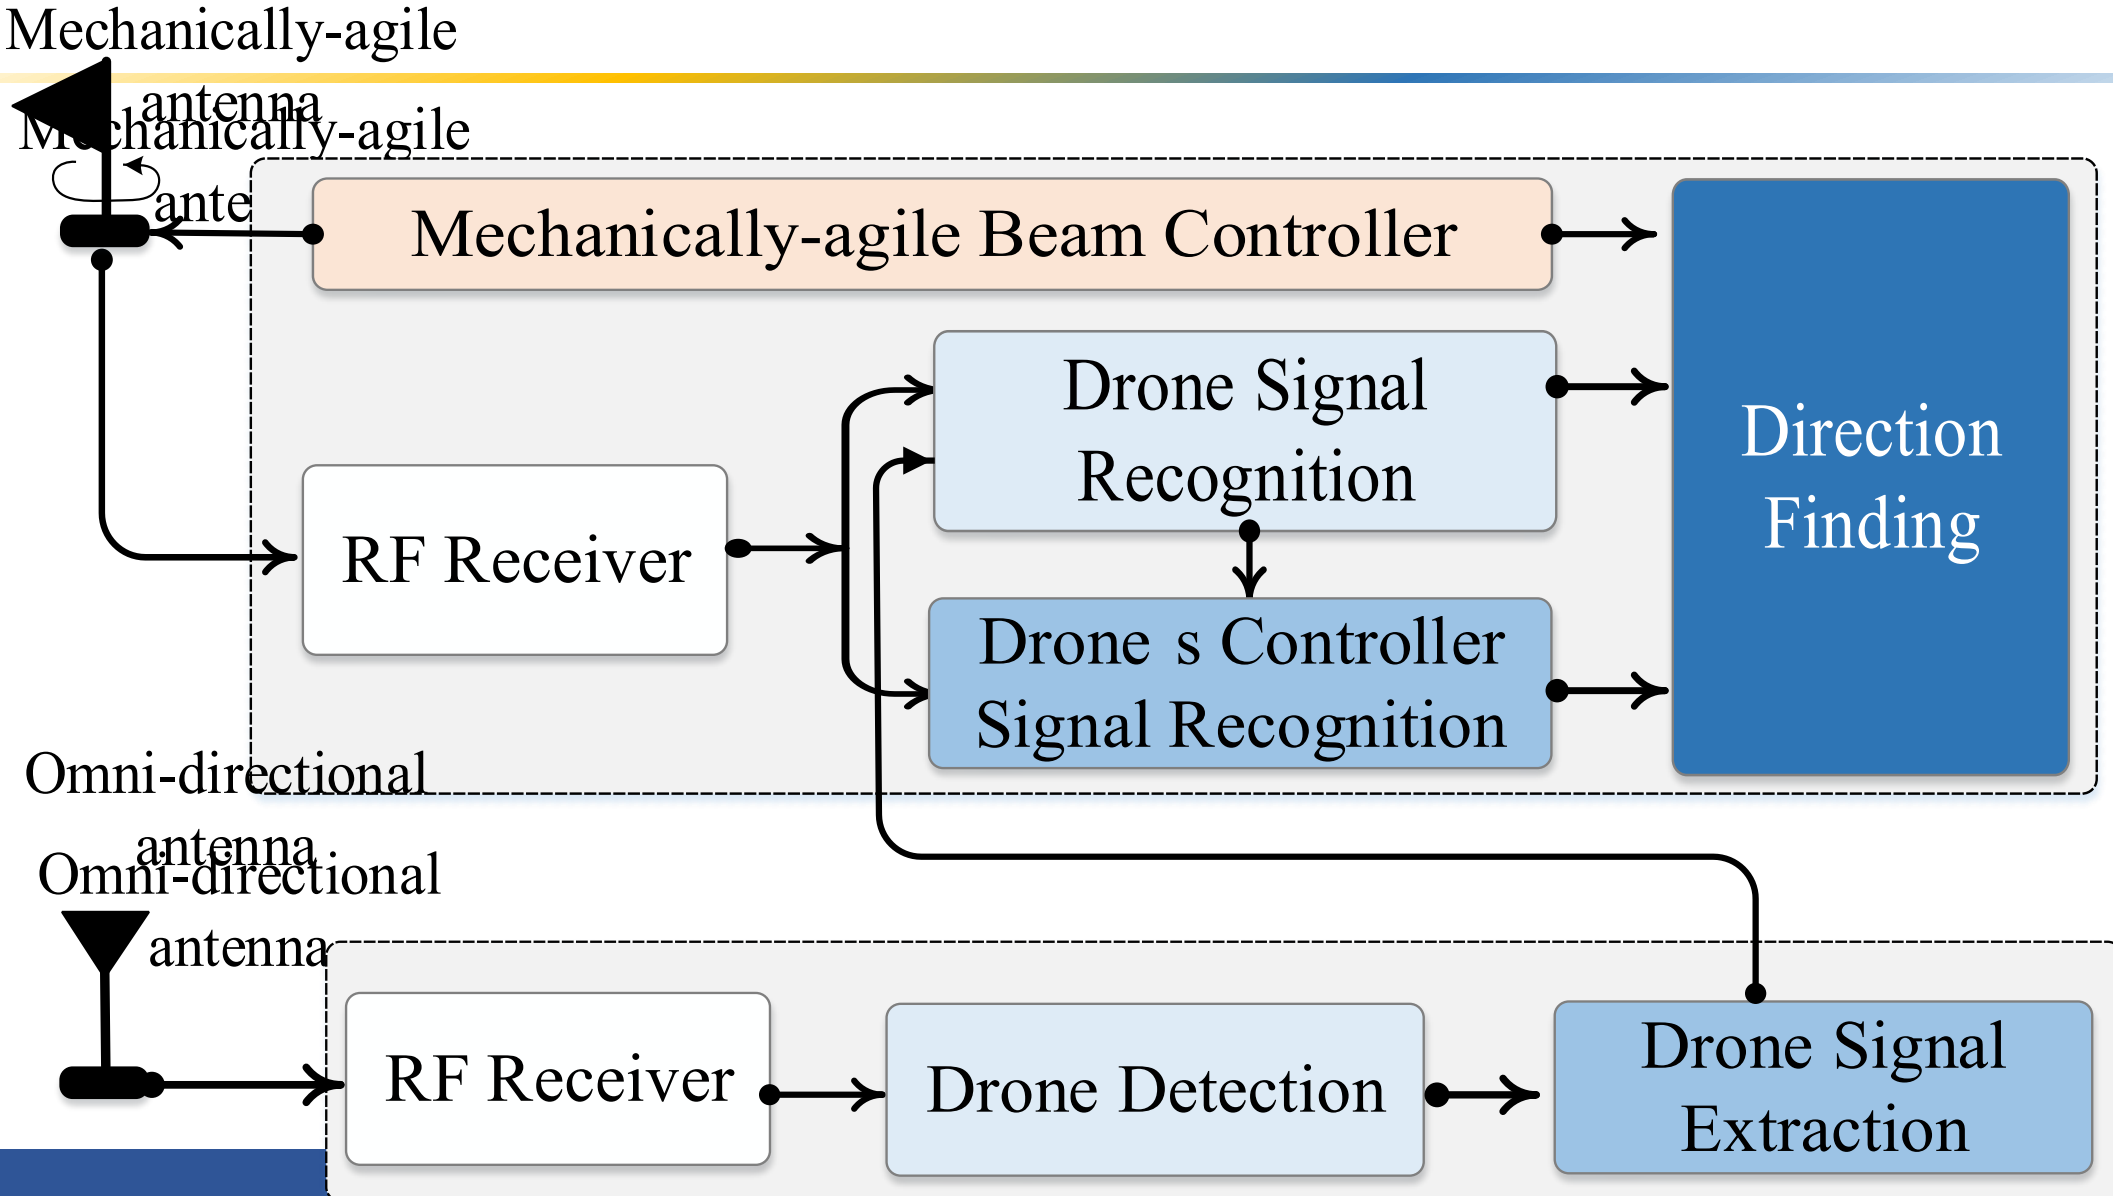 Mechanically-agile
antenna
Mechanically-agile
ante
Mechanically-agile Beam Controller
Drone Signal
Recognition
Direction
Finding
RF Receiver
Drone s Controller
Signal Recognition
Omni-directional
antenna
Omni-directional
antenna
RF Receiver
Drone Detection
Drone Signal
Extraction